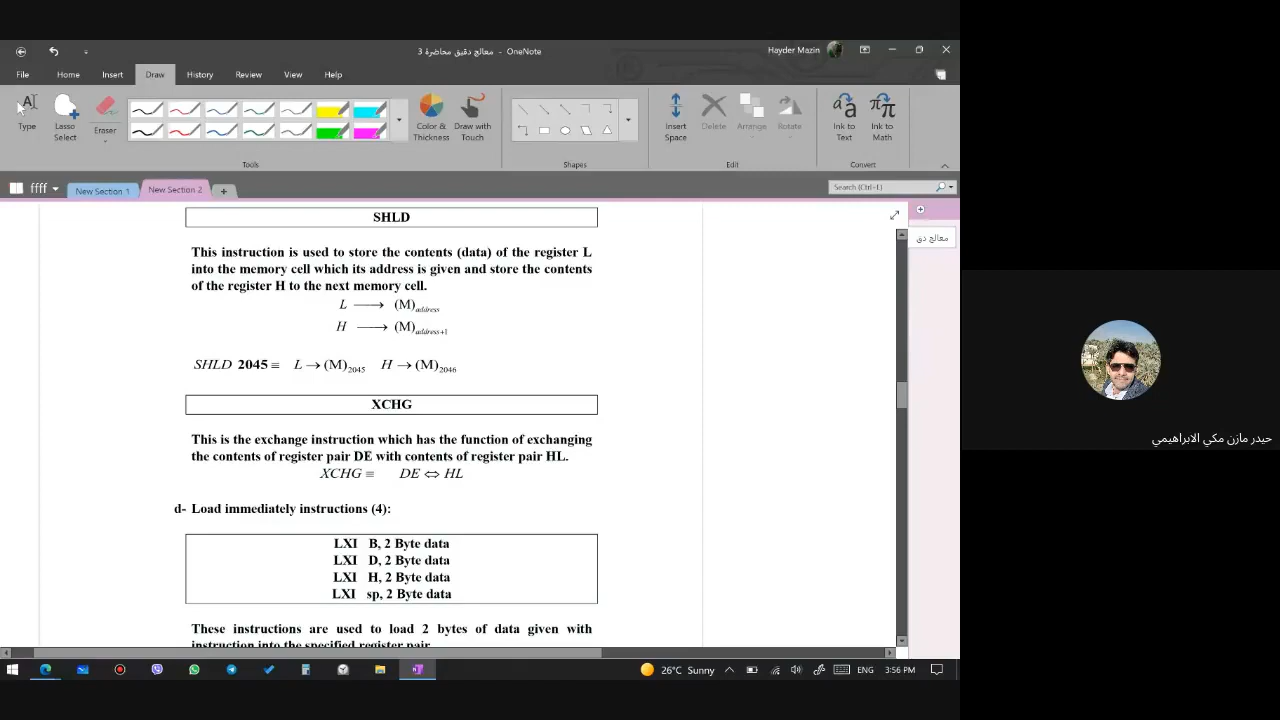 معالج دقيق محاضرة 3 - OneNote
Hayder Mazin
File Home Insert Draw History Review View Help
Type
Lasso Select
Eraser
Color & Thickness
Draw with Touch
Insert Space
Delete
Arrange
Rotate
Ink to Text
Ink to Math
Tools Shapes Edit Convert
ffff New Section 1 New Section 2 +
Search (Ctrl+L)
معالج دق
SHLD
This instruction is used to store the contents (data) of the register L
into the memory cell which its address is given and store the contents
of the register H to the next memory cell.
L ⟶ (M)address
H ⟶ (M)address+1
SHLD 2045 ≡ L → (M)2045 H → (M)2046
XCHG
This is the exchange instruction which has the function of exchanging
the contents of register pair DE with contents of register pair HL.
XCHG ≡ DE ⇔ HL
d- Load immediately instructions (4):
LXI B, 2 Byte data
LXI D, 2 Byte data
LXI H, 2 Byte data
LXI sp, 2 Byte data
These instructions are used to load 2 bytes of data given with
instruction into the specified register pair
حيدر مازن مكي الابراهيمي
26°C Sunny ENG 3:56 PM